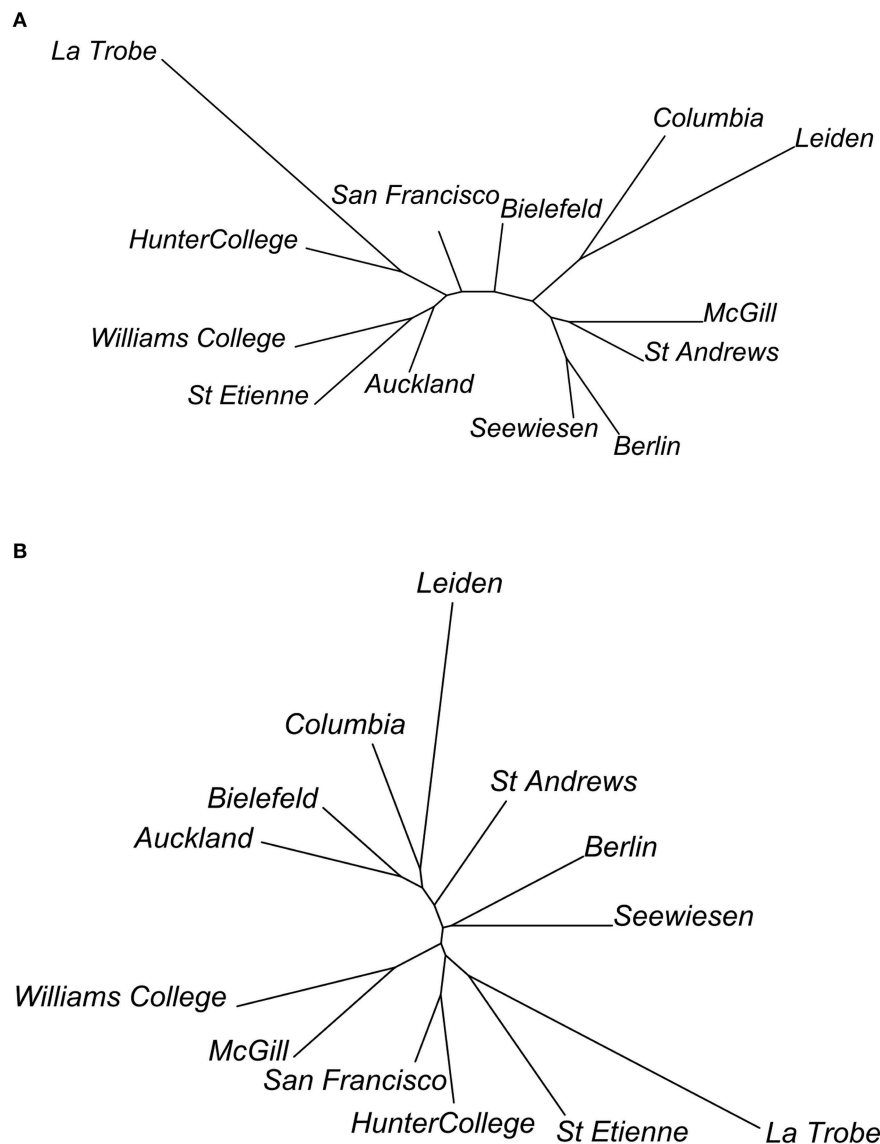 A
La Trobe
Columbia
Leiden
San Francisco
Bielefeld
HunterCollege
McGill
Williams College
St Andrews
Auckland
St Etienne
Seewiesen
Berlin
B
Leiden
Columbia
St Andrews
Bielefeld
Auckland
Berlin
Seewiesen
Williams College
McGill
San Francisco
HunterCollege
St Etienne
La Trobe